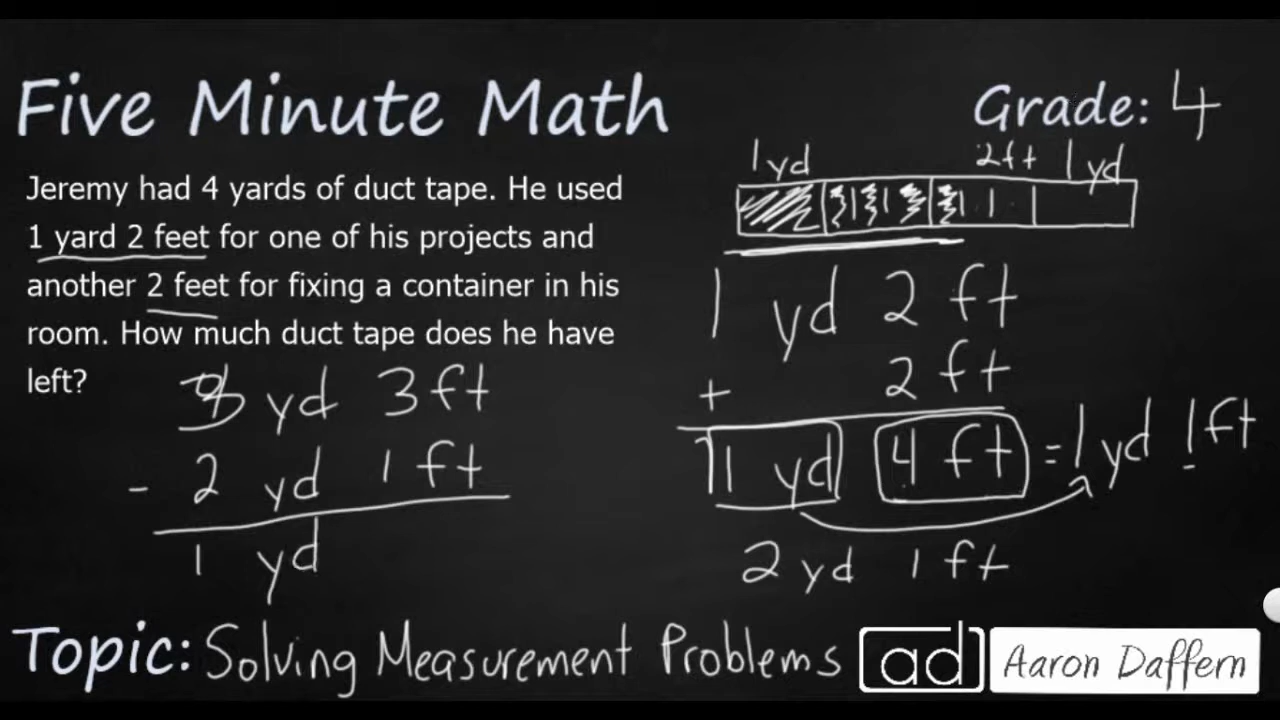 Five Minute Math
Grade: 4
Jeremy had 4 yards of duct tape. He used
1 yard 2 feet for one of his projects and
another 2 feet for fixing a container in his
room. How much duct tape does he have
left?
1 yd 2 ft 1 yd
1 yd 2 ft
+ 2 ft
1 yd 4 ft = 1 yd 1 ft
2 yd 1 ft
3 yd 3 ft
- 2 yd 1 ft
1 yd
Topic: Solving Measurement Problems
ad Aaron Daffern